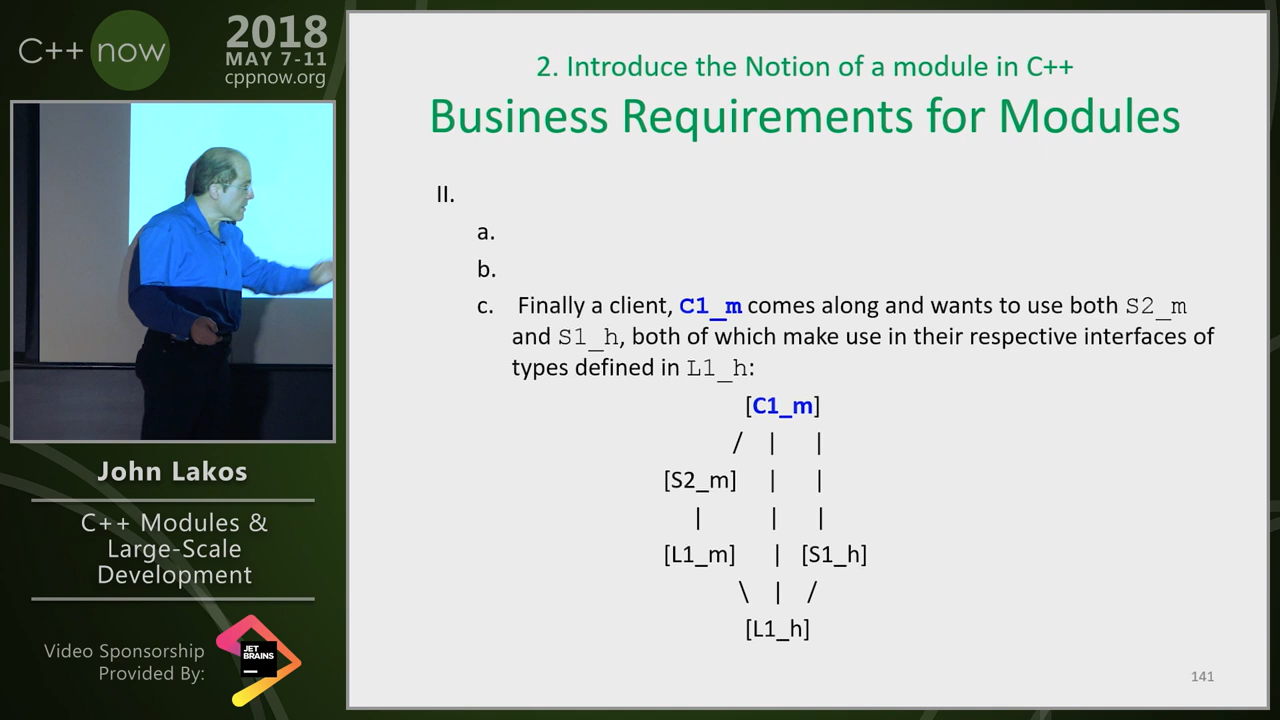 C++ now
2018
MAY 7-11
cppnow.org
John Lakos
C++ Modules &
Large-Scale
Development
Video Sponsorship
Provided By:
JET
BRAINS
2. Introduce the Notion of a module in C++
Business Requirements for Modules
II.
a.
b.
c. Finally a client, C1_m comes along and wants to use both S2_m
and S1_h, both of which make use in their respective interfaces of
types defined in L1_h:
[C1_m]
/ | |
[S2_m] | |
| | |
[L1_m] | [S1_h]
\ | /
[L1_h]
141